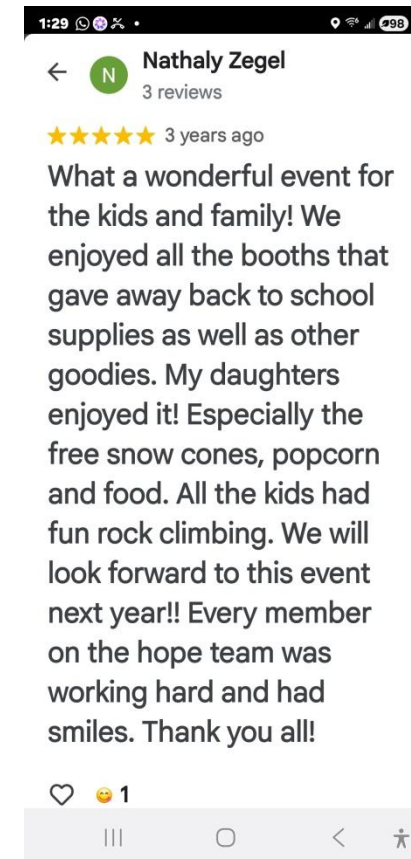 1:29
98
N
Nathaly Zegel
3 reviews
3 years ago
What a wonderful event for
the kids and family! We
enjoyed all the booths that
gave away back to school
supplies as well as other
goodies. My daughters
enjoyed it! Especially the
free snow cones, popcorn
and food. All the kids had
fun rock climbing. We will
look forward to this event
next year!! Every member
on the hope team was
working hard and had
smiles. Thank you all!
1